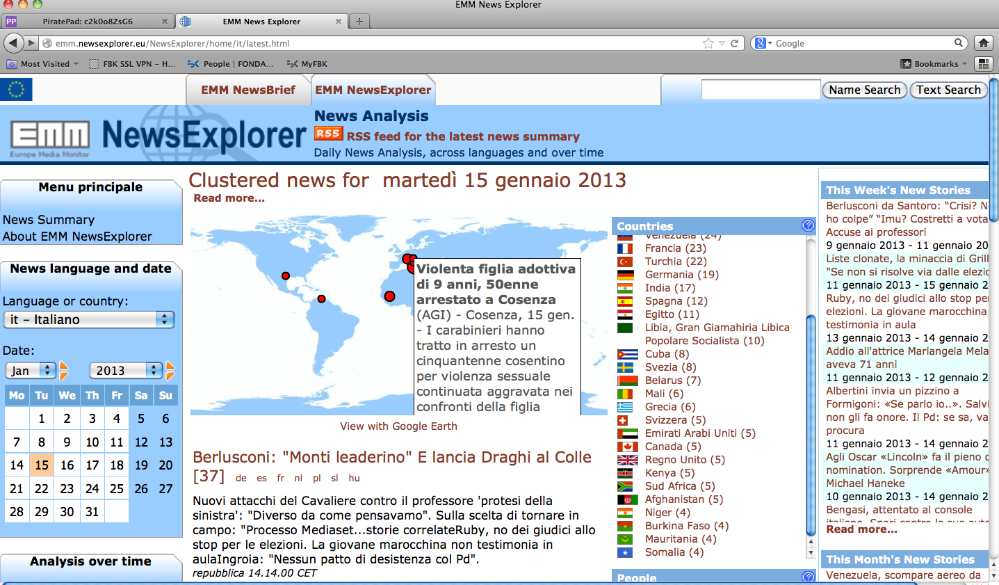 EMM News Explorer
PP PiratePad: c2k0o8ZsG6
EMM News Explorer
emm.newsexplorer.eu/NewsExplorer/home/it/latest.html
Google
Most Visited
FBK SSL VPN - H...
People | FONDA...
MyFBK
Bookmarks
EMM NewsBrief
EMM NewsExplorer
Name Search
Text Search
EMM
Europe Media Monitor
NewsExplorer
News Analysis
RSS RSS feed for the latest news summary
Daily News Analysis, across languages and over time
Menu principale
News Summary
About EMM NewsExplorer
News language and date
Language or country:
it - Italiano
Date:
Jan 2013
Mo Tu We Th Fr Sa Su
1 2 3 4 5 6
7 8 9 10 11 12 13
14 15 16 17 18 19 20
21 22 23 24 25 26 27
28 29 30 31
Analysis over time
Clustered news for martedì 15 gennaio 2013
Read more...
Violenta figlia adottiva
di 9 anni, 50enne
arrestato a Cosenza
(AGI) - Cosenza, 15 gen.
- I carabinieri hanno
tratto in arresto un
cinquantenne cosentino
per violenza sessuale
continuata aggravata nei
confronti della figlia
View with Google Earth
Berlusconi: "Monti leaderino" E lancia Draghi al Colle
[37] de es fr nl pl sl hu
Nuovi attacchi del Cavaliere contro il professore 'protesi della
sinistra': "Diverso da come pensavamo". Sulla scelta di tornare in
campo: "Processo Mediaset...storie correlateRuby, no dei giudici allo
stop per le elezioni. La giovane marocchina non testimonia in
aulaIngroia: "Nessun patto di desistenza col Pd".
repubblica 14.14.00 CET
Countries
Venezuela (24)
Francia (23)
Turchia (22)
Germania (19)
India (17)
Spagna (12)
Egitto (11)
Libia, Gran Giamahiria Libica
Popolare Socialista (10)
Cuba (8)
Svezia (8)
Belarus (7)
Mali (6)
Grecia (6)
Svizzera (5)
Emirati Arabi Uniti (5)
Canada (5)
Regno Unito (5)
Kenya (5)
Sud Africa (5)
Afghanistan (5)
Niger (4)
Burkina Faso (4)
Mauritania (4)
Somalia (4)
People
This Week's New Stories
Berlusconi da Santoro: “Crisi? N
ho colpe” “Imu? Costretti a vota
Accuse ai professori
9 gennaio 2013 - 11 gennaio 20
Liste clonate, la minaccia di Gril
"Se non si risolve via dalle elezio
11 gennaio 2013 - 15 gennaio 2
Ruby, no dei giudici allo stop pe
elezioni. La giovane marocchina
testimonia in aula
13 gennaio 2013 - 14 gennaio 2
Addio all'attrice Mariangela Mela
aveva 71 anni
11 gennaio 2013 - 12 gennaio 2
Albertini invia un pizzino a
Formigoni: «Se parlo io..». Salvi
non gli fa onore. Il Pd: se sa, va
procura
11 gennaio 2013 - 14 gennaio 2
Agli Oscar «Lincoln» fa il pieno d
nomination. Sorprende «Amour»
Michael Haneke
10 gennaio 2013 - 14 gennaio 2
Bengasi, attentato al console
italiano. Spari contro la sua auto
Read more...
This Month's New Stories
Venezuela, scompare aereo da